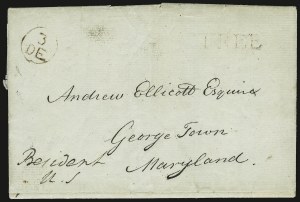 3
DE
FREE
Andrew Ellicott Esquire
George Town
Maryland.
President
U. S